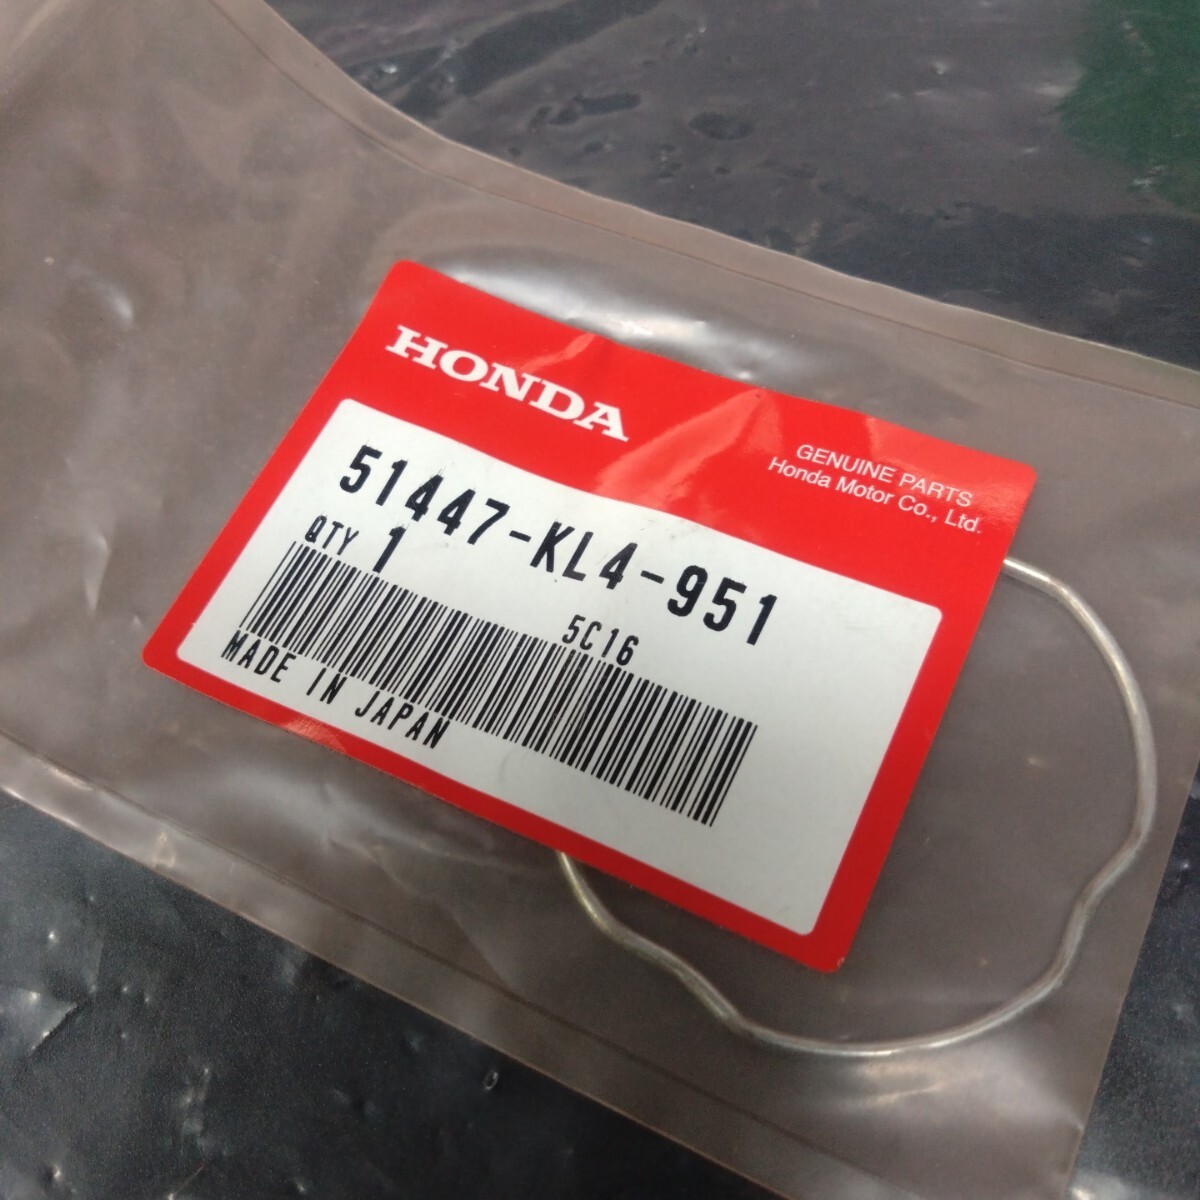 HONDA
GENUINE PARTS
Honda Motor Co., Ltd.
51447-KL4-951
QTY 1
5C16
MADE IN JAPAN